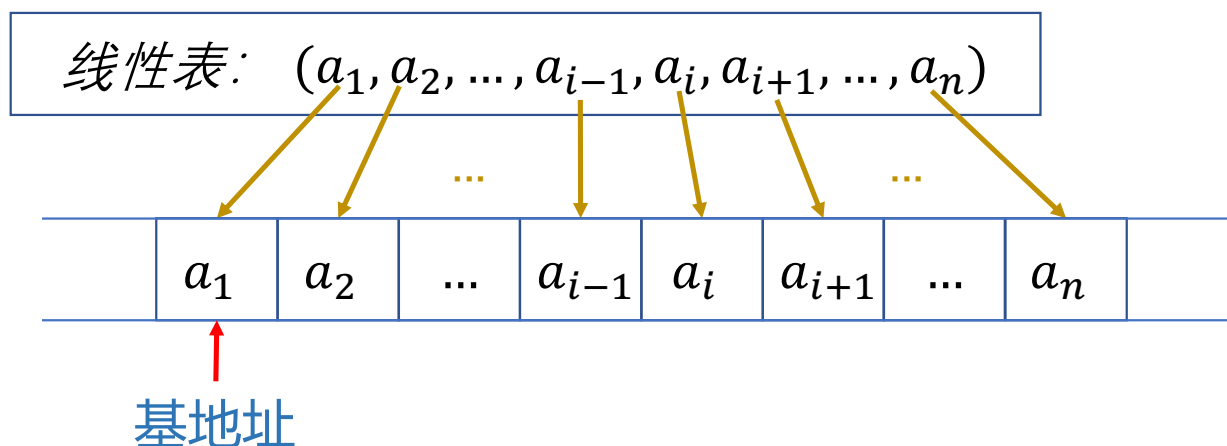 线性表: (a₁, a₂, … , aᵢ₋₁, aᵢ, aᵢ₊₁, … , aₙ)
… …
a₁ a₂ … aᵢ₋₁ aᵢ aᵢ₊₁ … aₙ
基地址